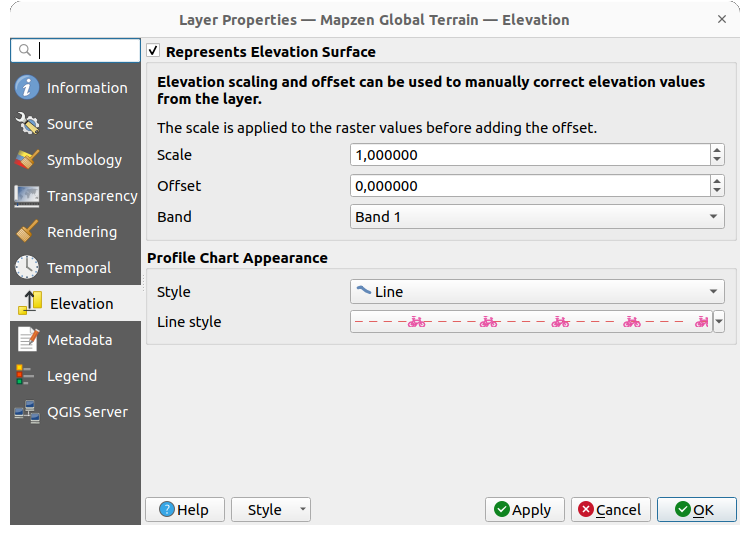 Layer Properties — Mapzen Global Terrain — Elevation
Information
Source
Symbology
Transparency
Rendering
Temporal
Elevation
Metadata
Legend
QGIS Server
Represents Elevation Surface
Elevation scaling and offset can be used to manually correct elevation values
from the layer.
The scale is applied to the raster values before adding the offset.
Scale
1,000000
Offset
0,000000
Band
Band 1
Profile Chart Appearance
Style
Line
Line style
Help
Style
Apply
Cancel
OK